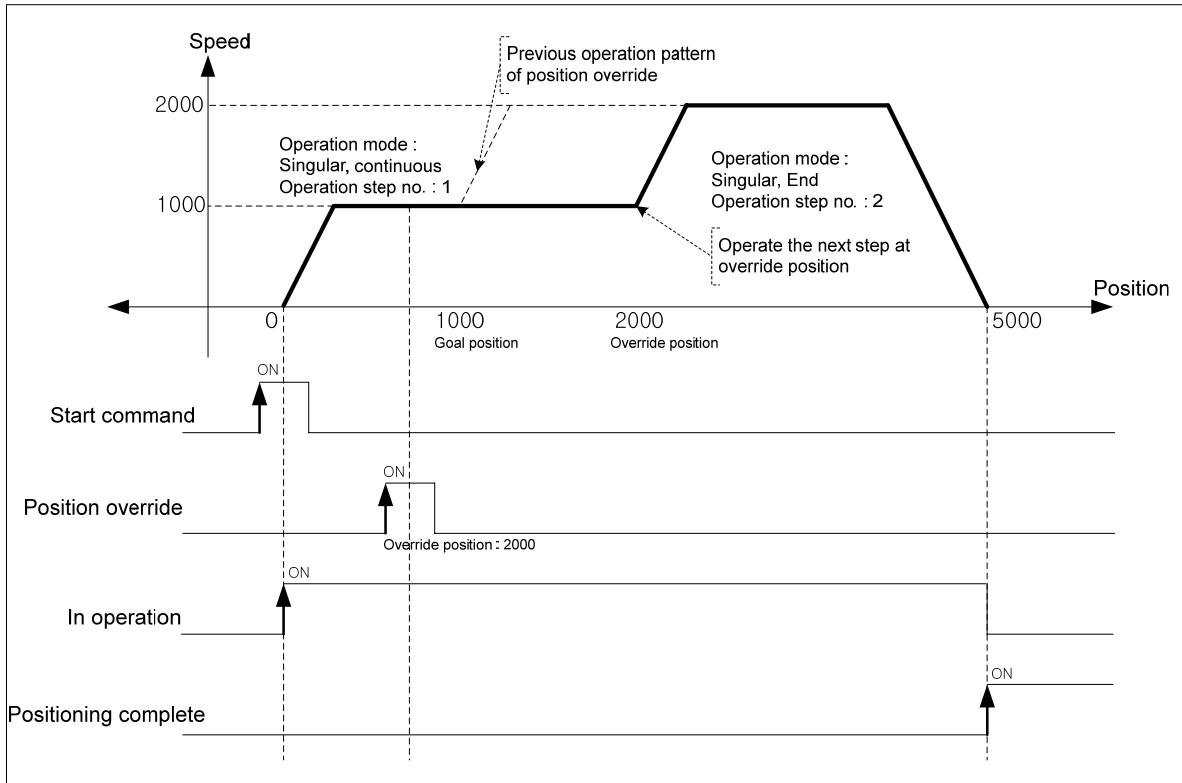 Speed
Previous operation pattern
of position override
2000
Operation mode :
Singular, continuous
Operation step no. : 1
Operation mode :
Singular, End
Operation step no. : 2
1000
Operate the next step at
override position
Position
0
1000
2000
5000
Goal position
Override position
ON
Start command
ON
Position override
Override position : 2000
ON
In operation
ON
Positioning complete